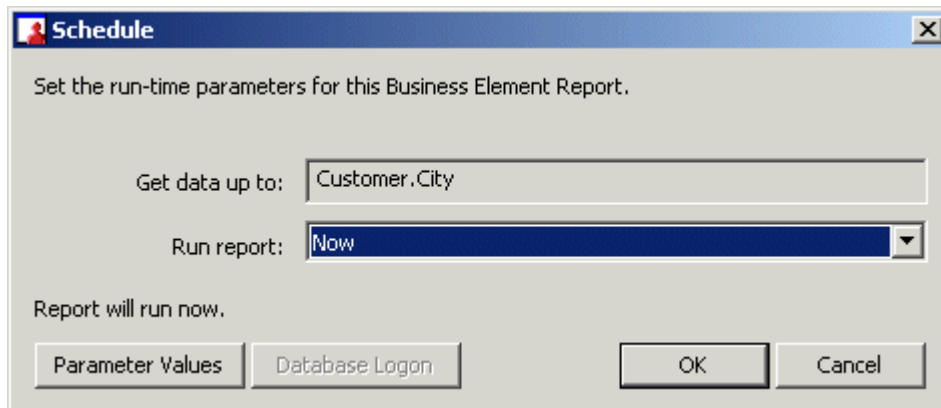 Schedule
Set the run-time parameters for this Business Element Report.
Get data up to: Customer.City
Run report: Now
Report will run now.
Parameter Values Database Logon OK Cancel